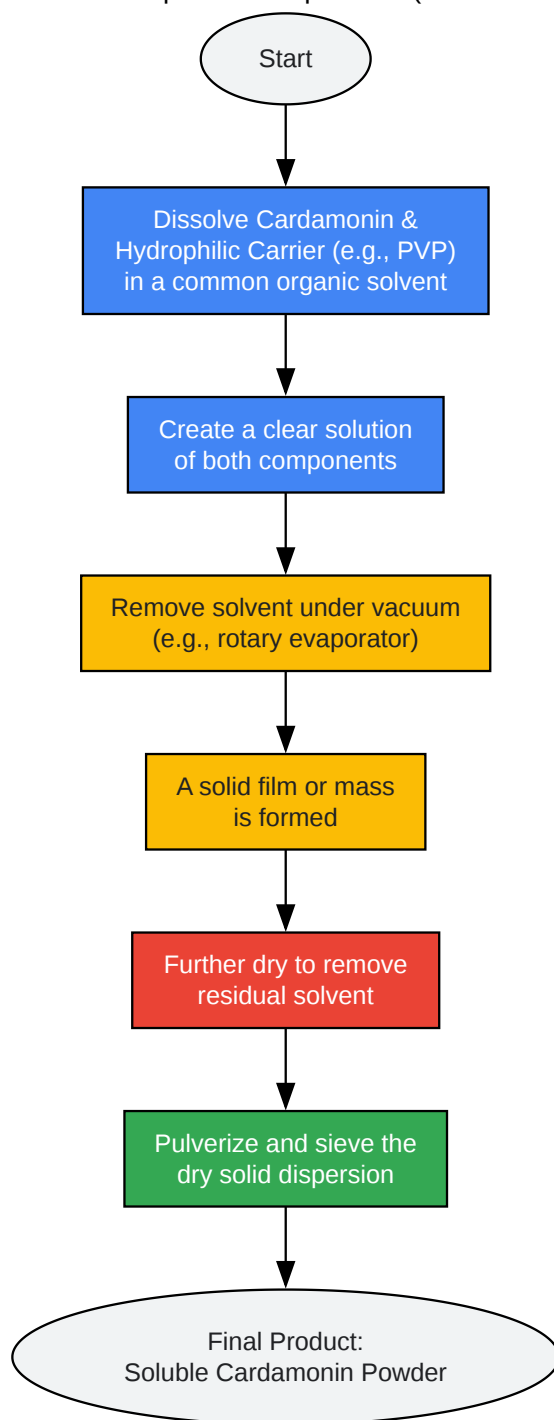 Start
Dissolve Cardamonin &
Hydrophilic Carrier (e.g., PVP)
in a common organic solvent
Create a clear solution
of both components
Remove solvent under vacuum
(e.g., rotary evaporator)
A solid film or mass
is formed
Further dry to remove
residual solvent
Pulverize and sieve the
dry solid dispersion
Final Product:
Soluble Cardamonin Powder